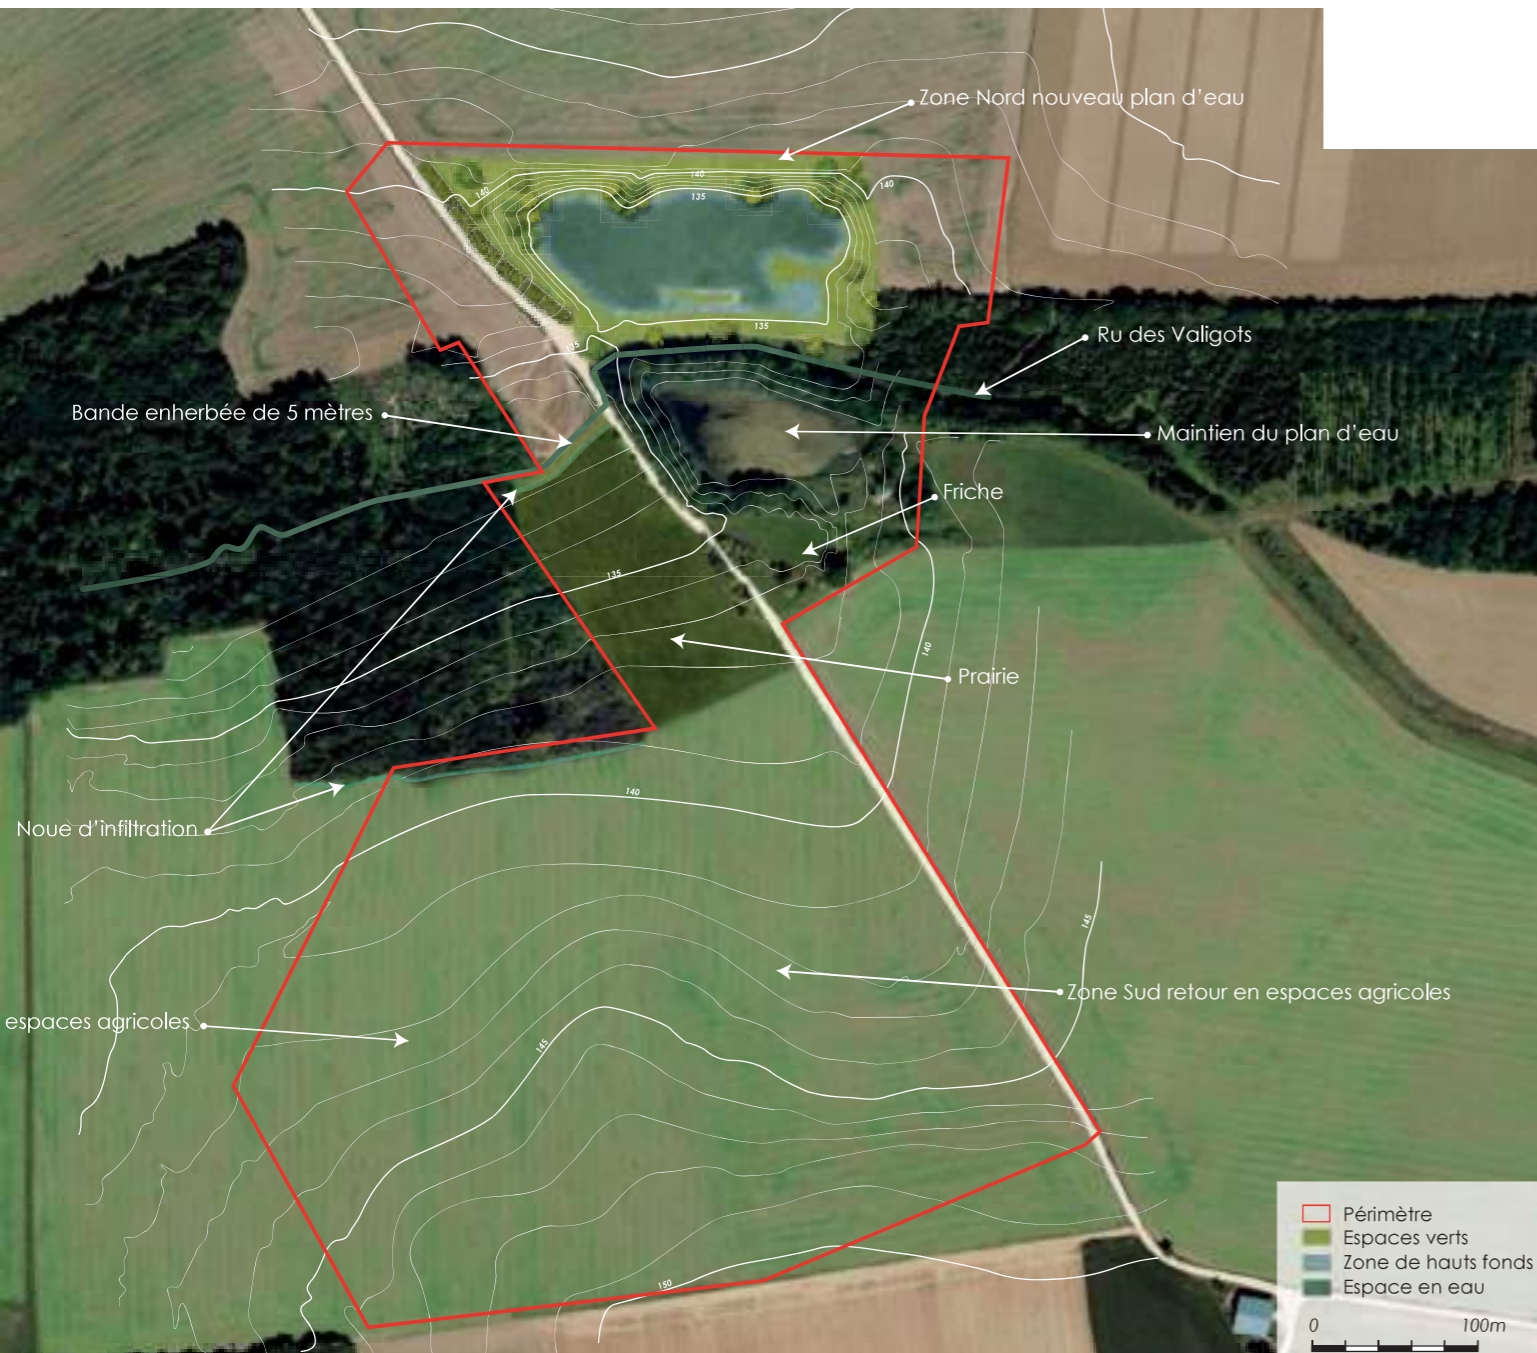 Zone Nord nouveau plan d'eau
140
140
140
135
135
Ru des Valigots
135
Bande enherbée de 5 mètres
Maintien du plan d'eau
Friche
135
140
Prairie
140
Noue d'infiltration
145
Zone Sud retour en espaces agricoles
espaces agricoles
145
150
Périmètre
Espaces verts
Zone de hauts fonds
Espace en eau
0 100m